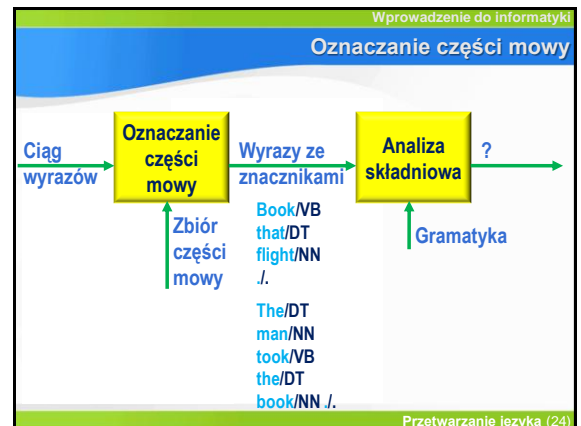 Wprowadzenie do informatyki
Oznaczanie części mowy
Ciąg
wyrazów
Oznaczanie
części
mowy
Wyrazy ze
znacznikami
Analiza
składniowa
?
Zbiór
części
mowy
Gramatyka
Book/VB
that/DT
flight/NN
./.
The/DT
man/NN
took/VB
the/DT
book/NN ./.
Przetwarzanie języka (24)